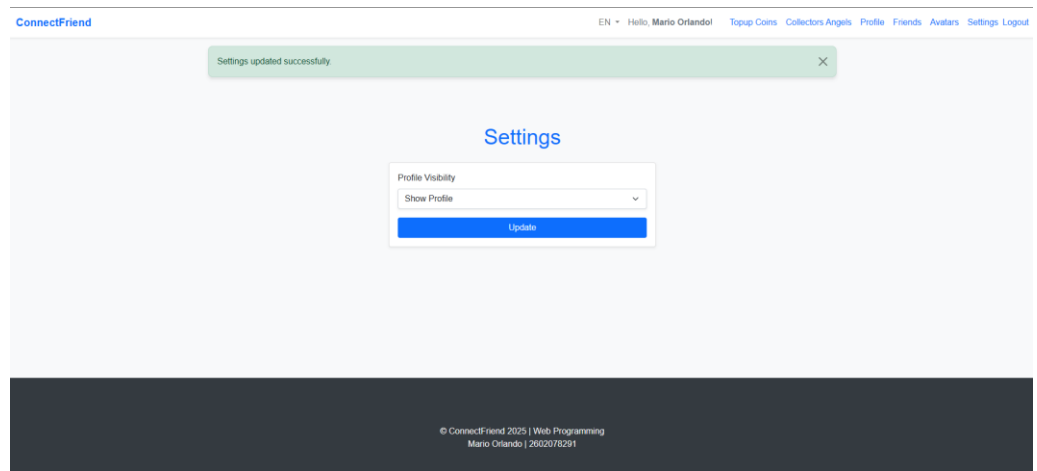 ConnectFriend EN Hello, Mario Orlando! Topup Coins Collectors Angels Profile Friends Avatars Settings Logout
Settings updated successfully.
Settings
Profile Visibility
Show Profile
Update
© ConnectFriend 2025 | Web Programming
Mario Orlando | 2602078291